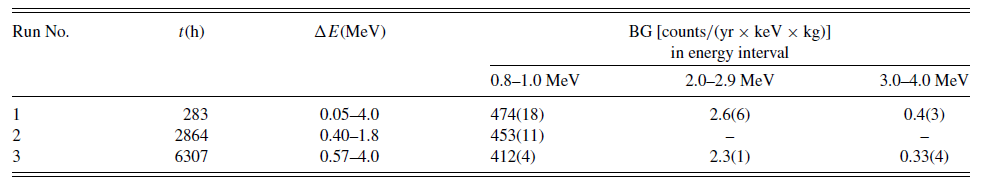 Run No. t(h) ΔE(MeV) BG [counts/(yr × keV × kg)]
in energy interval
0.8–1.0 MeV 2.0–2.9 MeV 3.0–4.0 MeV
1 283 0.05–4.0 474(18) 2.6(6) 0.4(3)
2 2864 0.40–1.8 453(11) – –
3 6307 0.57–4.0 412(4) 2.3(1) 0.33(4)